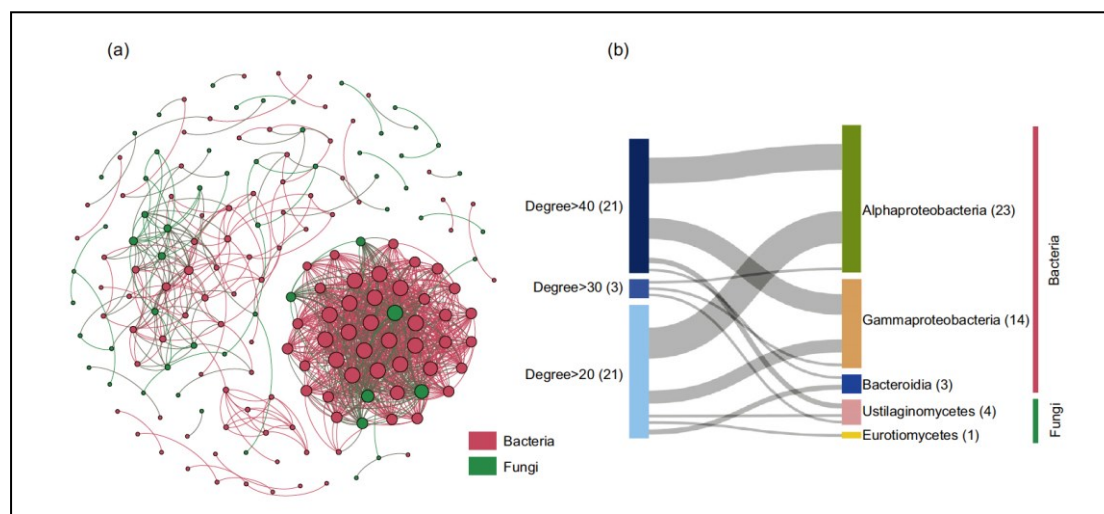 (a)
(b)
Degree>40 (21)
Degree>30 (3)
Degree>20 (21)
Alphaproteobacteria (23)
Gammaproteobacteria (14)
Bacteroidia (3)
Ustilaginomycetes (4)
Eurotiomycetes (1)
Bacteria
Fungi
Bacteria
Fungi